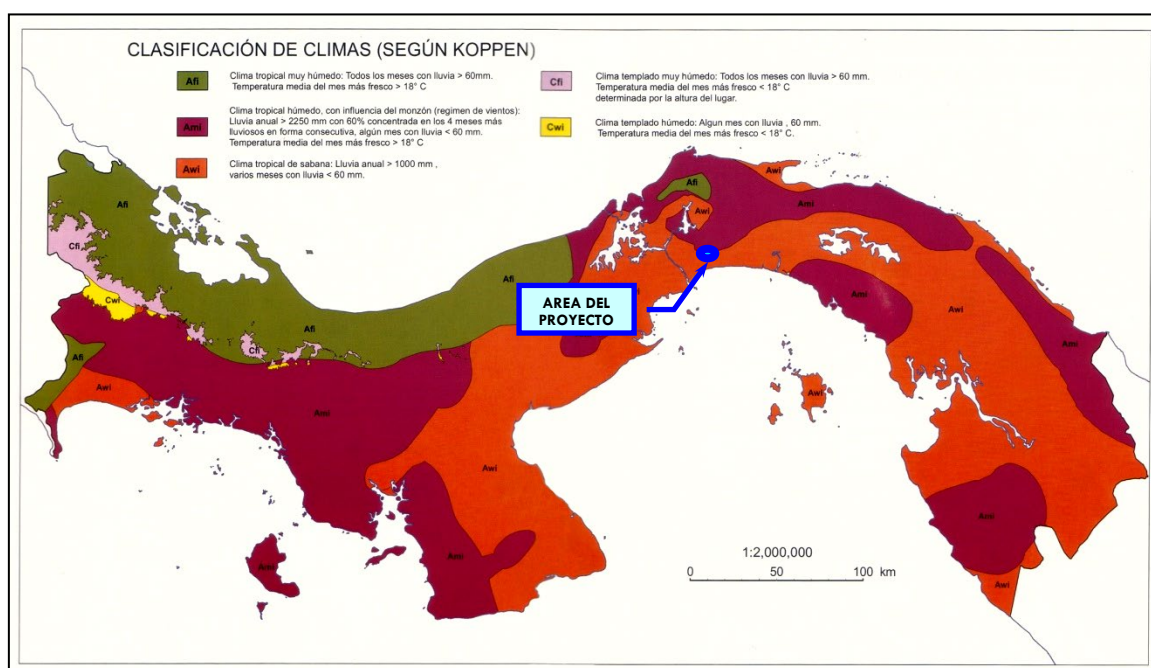 CLASIFICACIÓN DE CLIMAS (SEGÚN KOPPEN)
Afi
Clima tropical muy húmedo: Todos los meses con lluvia > 60mm.
Temperatura media del mes más fresco > 18° C
Ami
Clima tropical húmedo, con influencia del monzón (regimen de vientos):
Lluvia anual > 2250 mm con 60% concentrada en los 4 meses más
lluviosos en forma consecutiva, algún mes con lluvia < 60 mm.
Temperatura media del mes más fresco > 18° C
Awi
Clima tropical de sabana: Lluvia anual > 1000 mm ,
varios meses con lluvia < 60 mm.
Cfi
Clima templado muy húmedo: Todos los meses con lluvia > 60 mm.
Temperatura media del mes más fresco < 18° C
determinada por la altura del lugar.
Cwi
Clima templado húmedo: Algun mes con lluvia , 60 mm.
Temperatura media del mes más fresco < 18° C.
Awi
Afi
Afi
Awi
Ami
Cfi
Afi
Cwi
AREA DEL
PROYECTO
Ami
Afi
Awi
Cfi
Afi
Ami
Awi
Awi
Ami
Awi
Awi
Ami
Ami
Ami
Awi
1:2,000,000
0 50 100 km